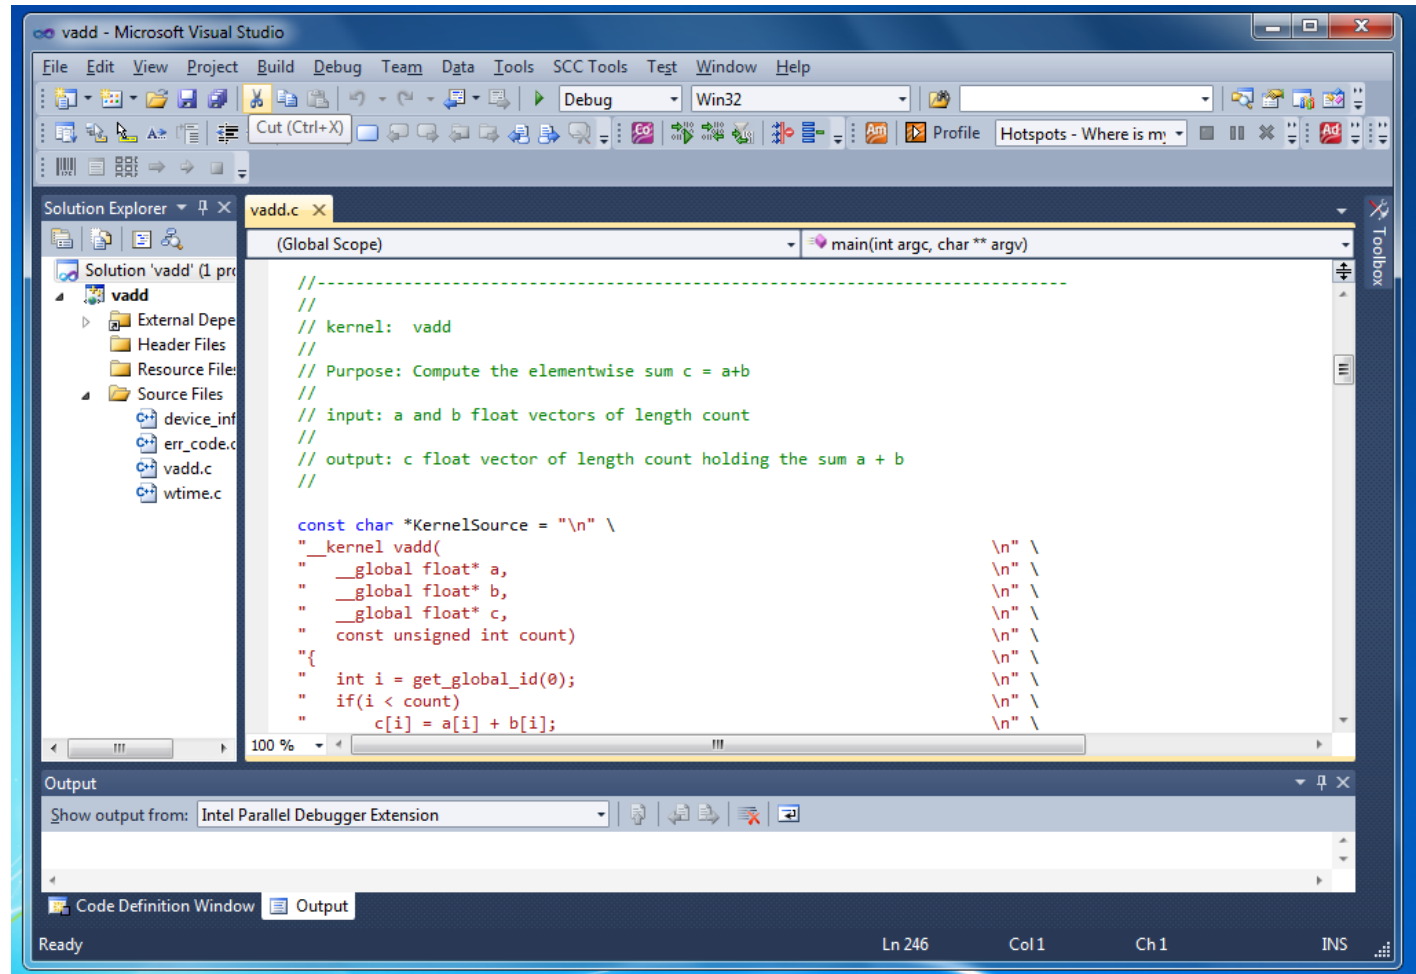 vadd - Microsoft Visual Studio
File Edit View Project Build Debug Team Data Tools SCC Tools Test Window Help
Debug Win32
Cut (Ctrl+X) Profile Hotspots - Where is my
Solution Explorer
vadd.c
(Global Scope) main(int argc, char ** argv)
Toolbox
Solution 'vadd' (1 pro
vadd
External Depe
Header Files
Resource File
Source Files
device_inf
err_code.c
vadd.c
wtime.c
//------------------------------------------------------------------------------
//
// kernel:  vadd
//
// Purpose: Compute the elementwise sum c = a+b
//
// input: a and b float vectors of length count
//
// output: c float vector of length count holding the sum a + b
//
const char *KernelSource = "\n" \
"__kernel vadd( \n" \
"   __global float* a, \n" \
"   __global float* b, \n" \
"   __global float* c, \n" \
"   const unsigned int count) \n" \
"{ \n" \
"   int i = get_global_id(0); \n" \
"   if(i < count) \n" \
"       c[i] = a[i] + b[i]; \n" \
100 %
Output
Show output from: Intel Parallel Debugger Extension
Code Definition Window Output
Ready Ln 246 Col 1 Ch 1 INS